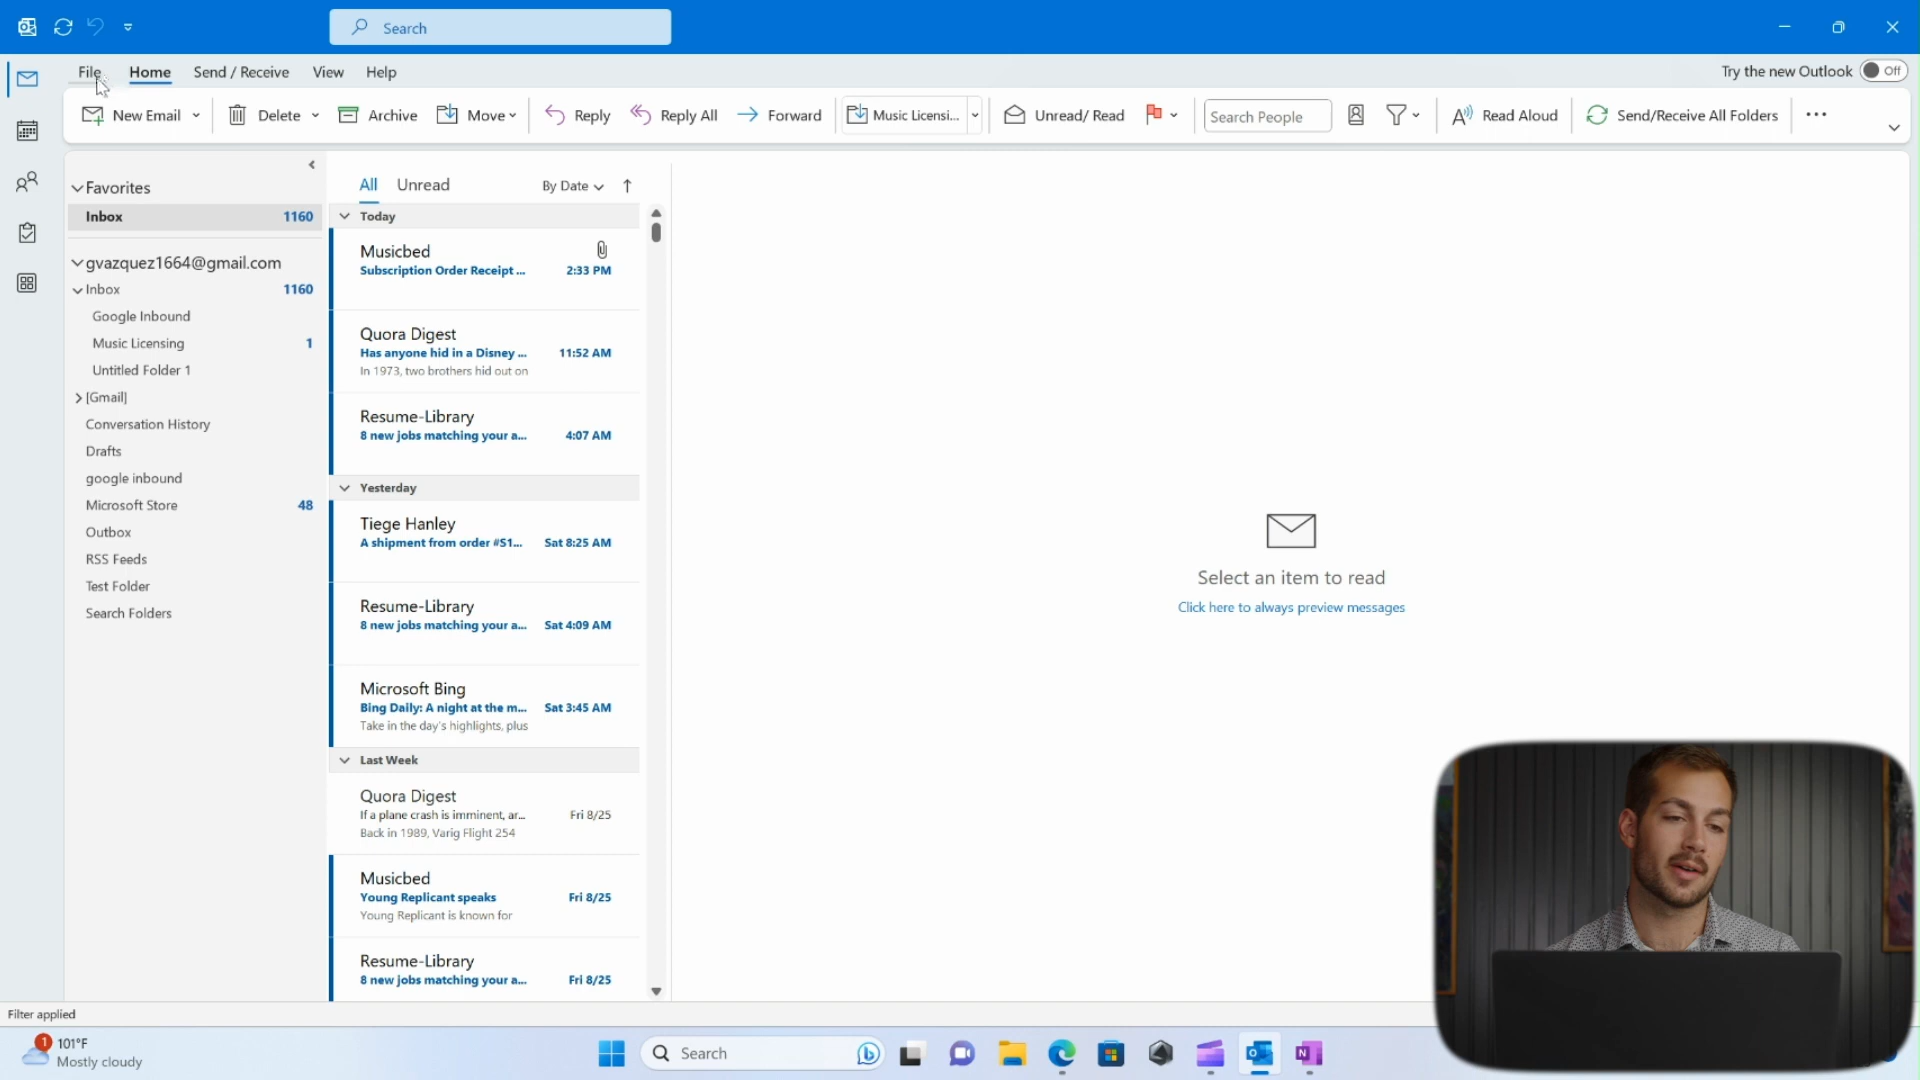 Search
File Home Send / Receive View Help
Try the new Outlook Off
New Email Delete Archive Move Reply Reply All Forward Music Licensi... Unread/ Read Search People Read Aloud Send/Receive All Folders
Favorites
Inbox 1160
gvazquez1664@gmail.com
Inbox 1160
Google Inbound
Music Licensing 1
Untitled Folder 1
[Gmail]
Conversation History
Drafts
google inbound
Microsoft Store 48
Outbox
RSS Feeds
Test Folder
Search Folders
All Unread By Date
Today
Musicbed
Subscription Order Receipt ... 2:33 PM
Quora Digest
Has anyone hid in a Disney ... 11:52 AM
In 1973, two brothers hid out on
Resume-Library
8 new jobs matching your a... 4:07 AM
Yesterday
Tiege Hanley
A shipment from order #S1... Sat 8:25 AM
Resume-Library
8 new jobs matching your a... Sat 4:09 AM
Microsoft Bing
Bing Daily: A night at the m... Sat 3:45 AM
Take in the day's highlights, plus
Last Week
Quora Digest
If a plane crash is imminent, ar... Fri 8/25
Back in 1989, Varig Flight 254
Musicbed
Young Replicant speaks Fri 8/25
Young Replicant is known for
Resume-Library
8 new jobs matching your a... Fri 8/25
Select an item to read
Click here to always preview messages
Filter applied
1
101°F
Mostly cloudy
Search